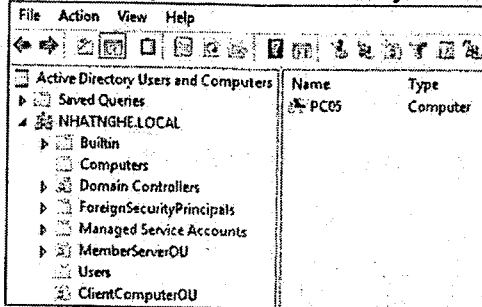 File Action View Help
Active Directory Users and Computers
Saved Queries
NHATNGHE.LOCAL
Builtin
Computers
Domain Controllers
ForeignSecurityPrincipals
Managed Service Accounts
MemberServerOU
Users
ClientComputerOU
Name Type
PC05 Computer